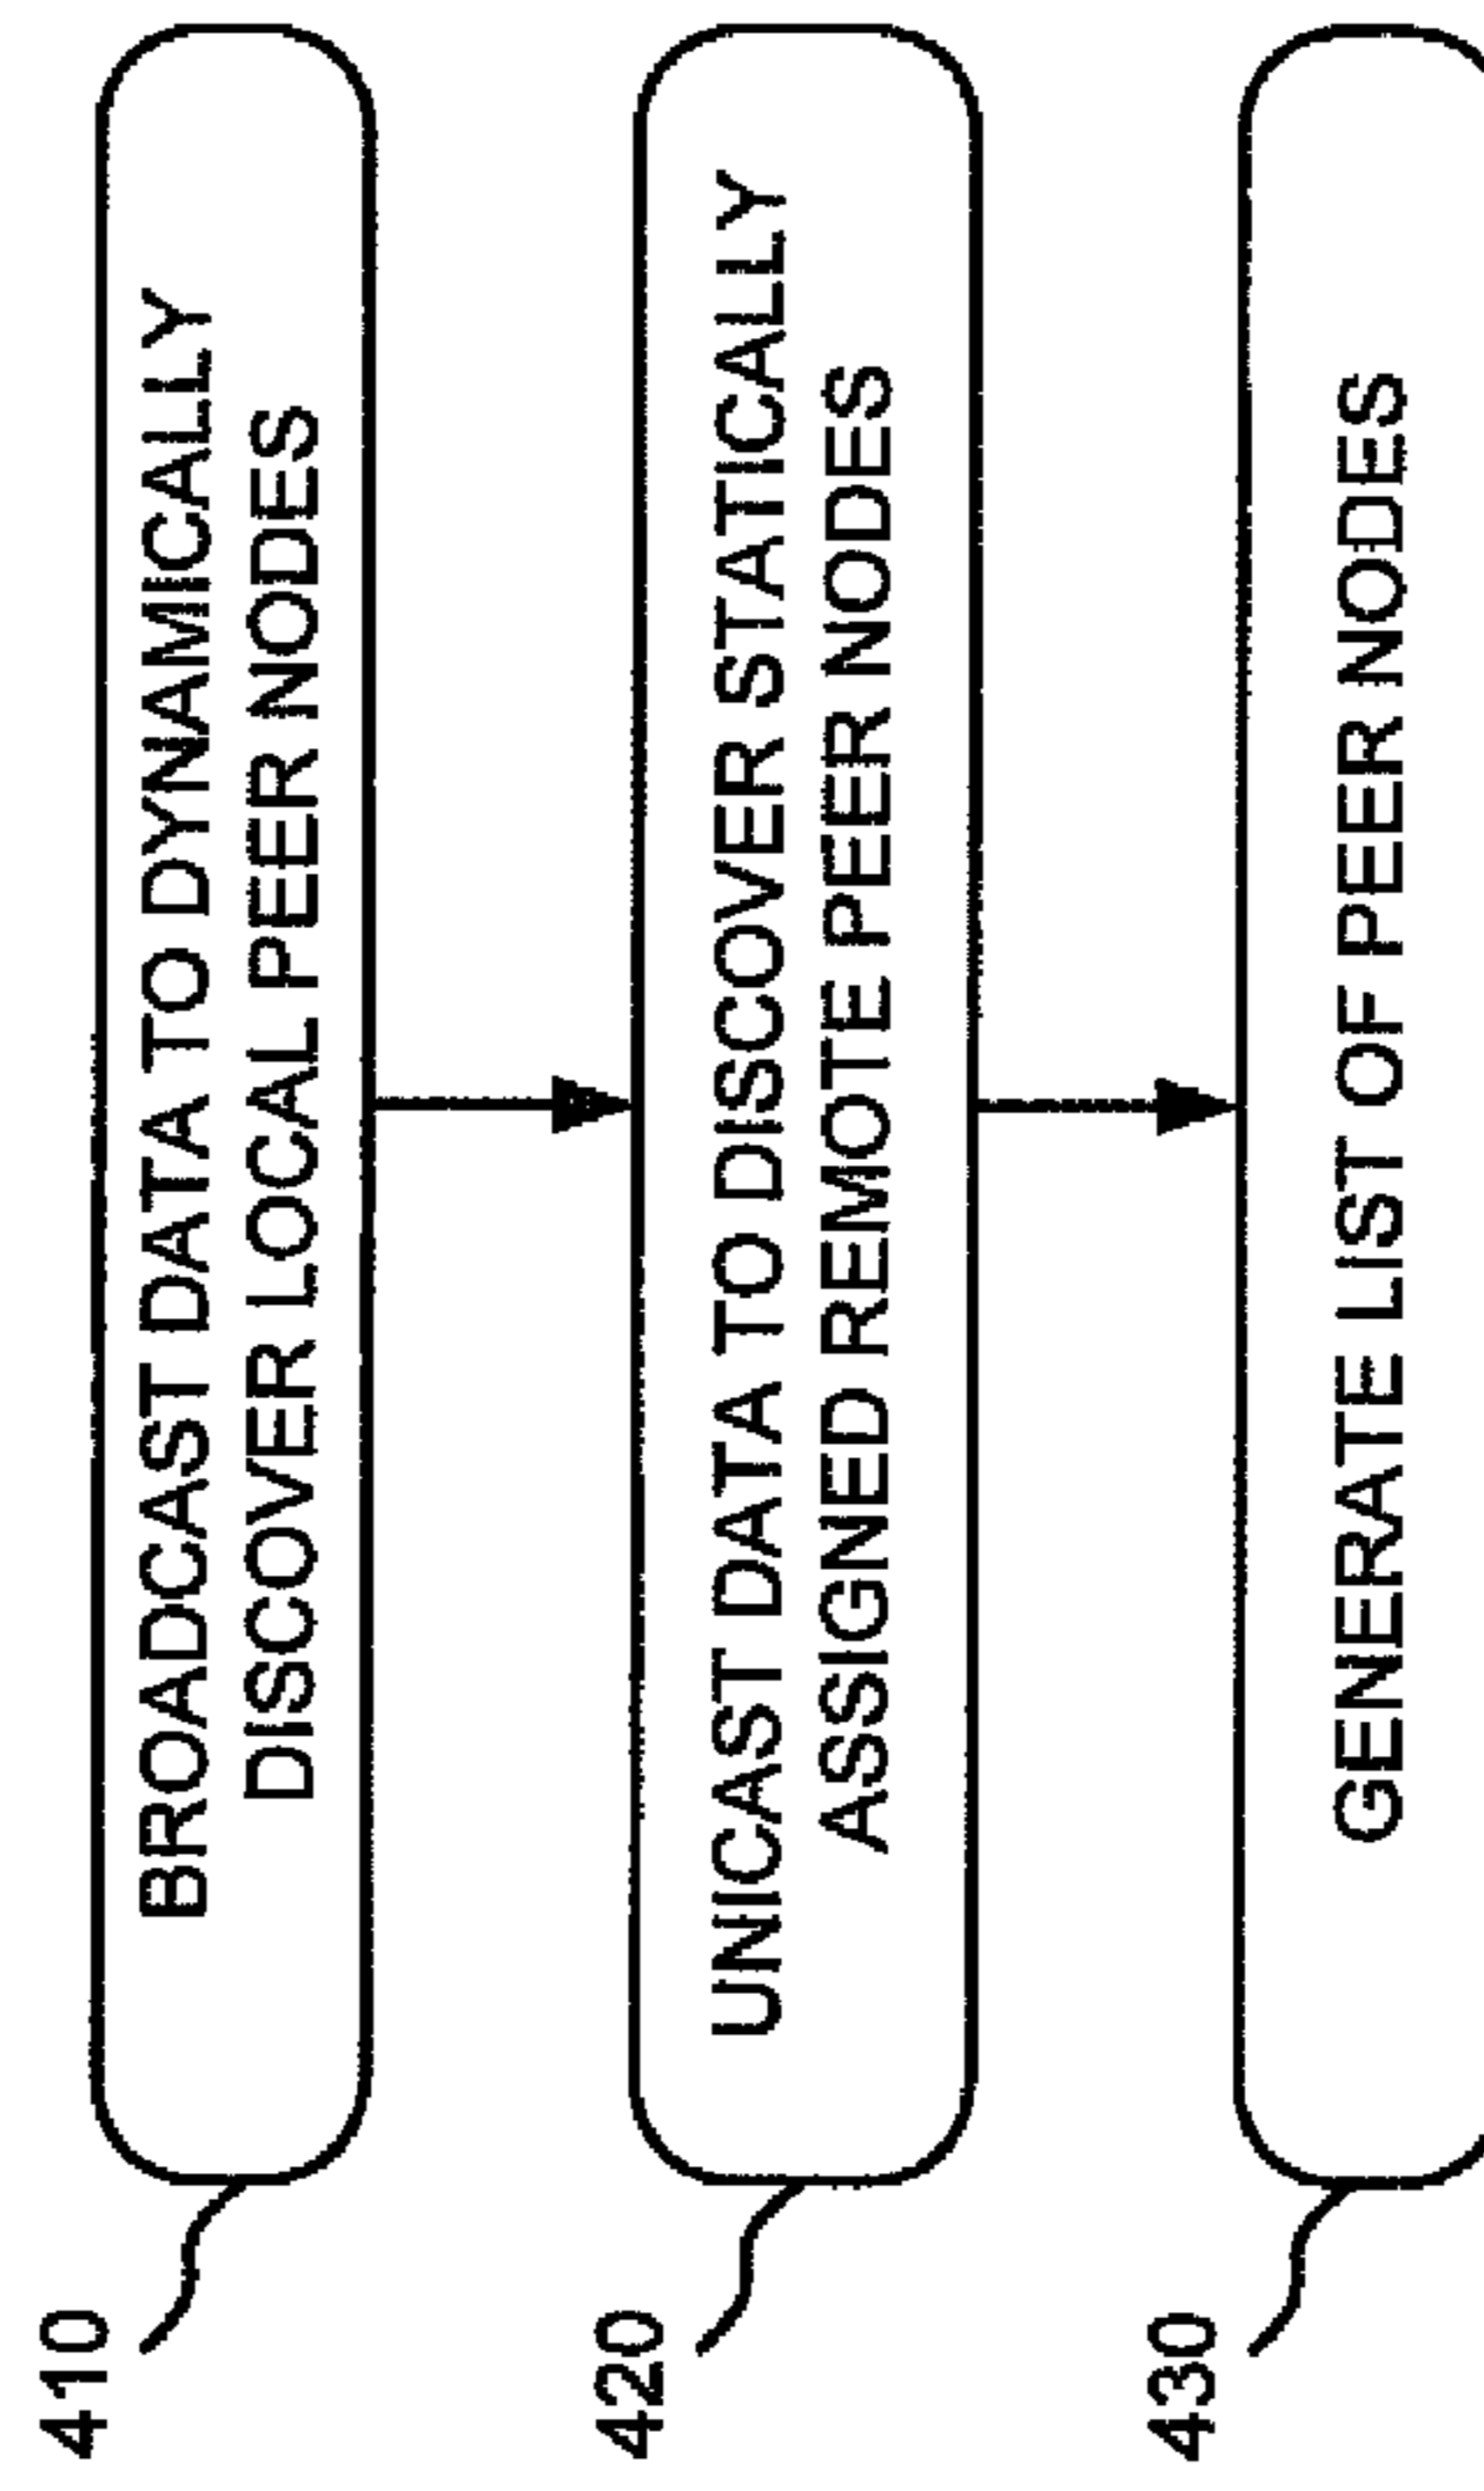 410
BROADCAST DATA TO DYNAMICALLY
DISCOVER LOCAL PEER NODES
420
UNICAST DATA TO DISCOVER STATICALLY
ASSIGNED REMOTE PEER NODES
430
GENERATE LIST OF PEER NODES